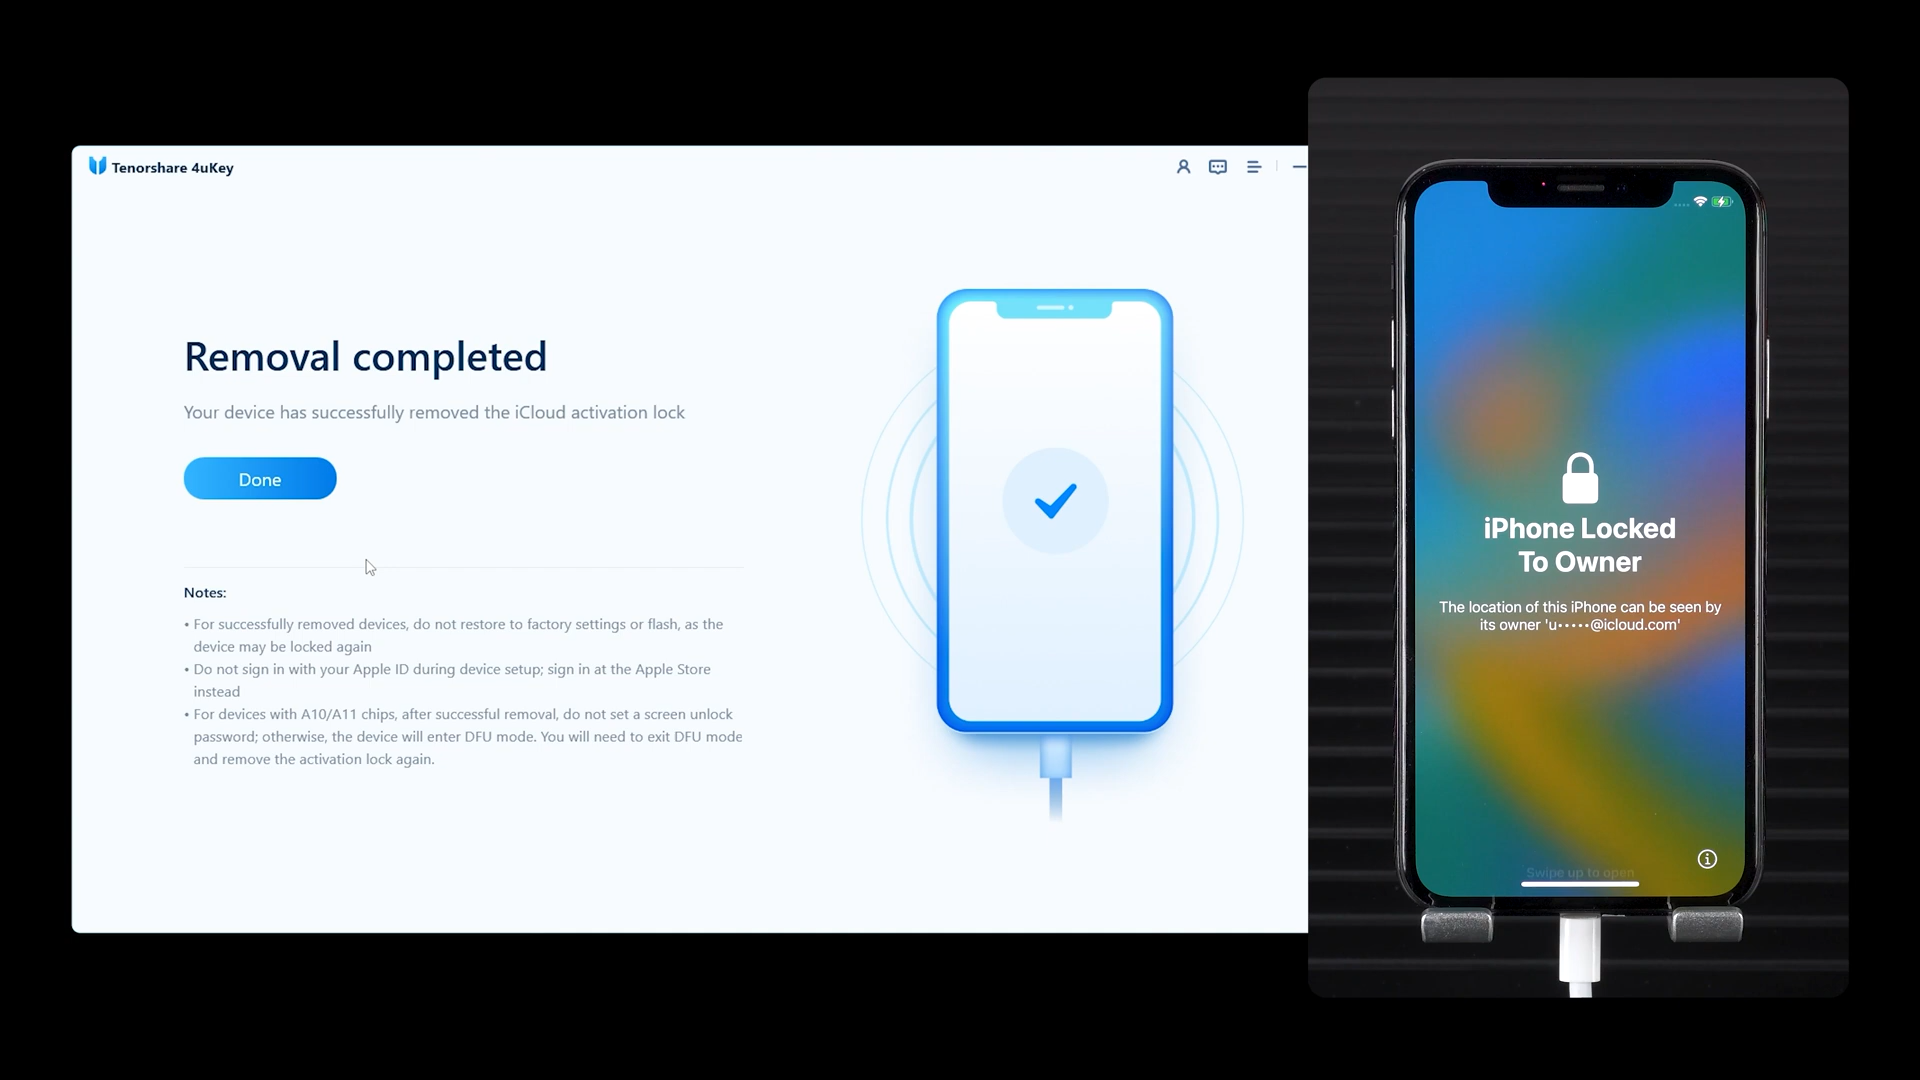 Tenorshare 4uKey
Removal completed
Your device has successfully removed the iCloud activation lock
Done
Notes:
• For successfully removed devices, do not restore to factory settings or flash, as the
device may be locked again
• Do not sign in with your Apple ID during device setup; sign in at the Apple Store
instead
• For devices with A10/A11 chips, after successful removal, do not set a screen unlock
password; otherwise, the device will enter DFU mode. You will need to exit DFU mode
and remove the activation lock again.
iPhone Locked
To Owner
The location of this iPhone can be seen by
its owner 'u•••••@icloud.com'
Swipe up to open